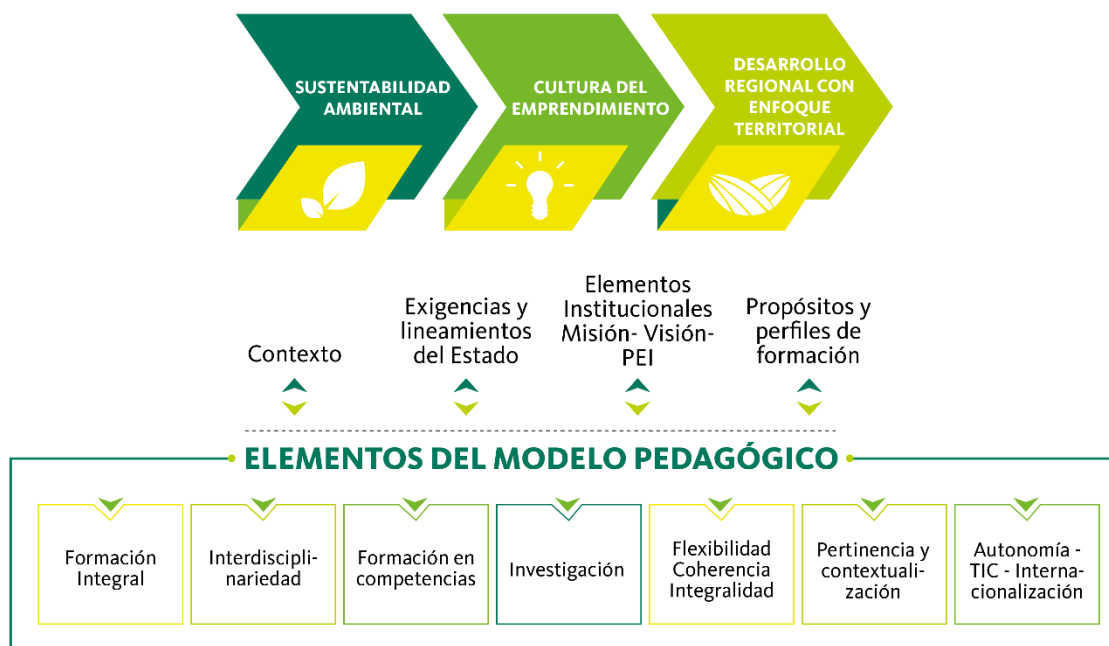 SUSTENTABILIDAD
AMBIENTAL
CULTURA DEL
EMPRENDIMIENTO
DESARROLLO
REGIONAL CON
ENFOQUE
TERRITORIAL
Contexto
Exigencias y
lineamientos
del Estado
Elementos
Institucionales
Misión- Visión-
PEI
Propósitos y
perfiles de
formación
ELEMENTOS DEL MODELO PEDAGÓGICO
Formación
Integral
Interdiscipli-
nariedad
Formación en
competencias
Investigación
Flexibilidad
Coherencia
Integralidad
Pertinencia y
contextuali-
zación
Autonomía -
TIC - Interna-
cionalización